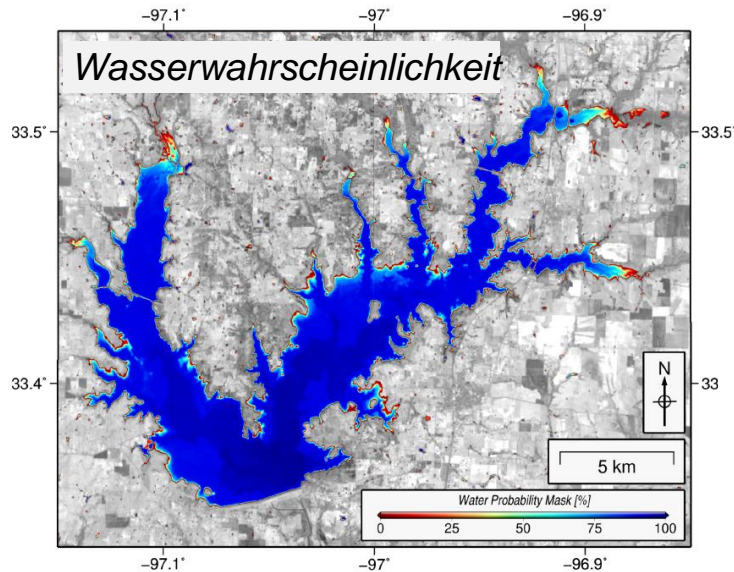 −97.1° −97° −96.9°
Wasserwahrscheinlichkeit
33.5° 33.5°
33.4° 33
N
5 km
Water Probability Mask [%]
0 25 50 75 100
−97.1° −97° −96.9°